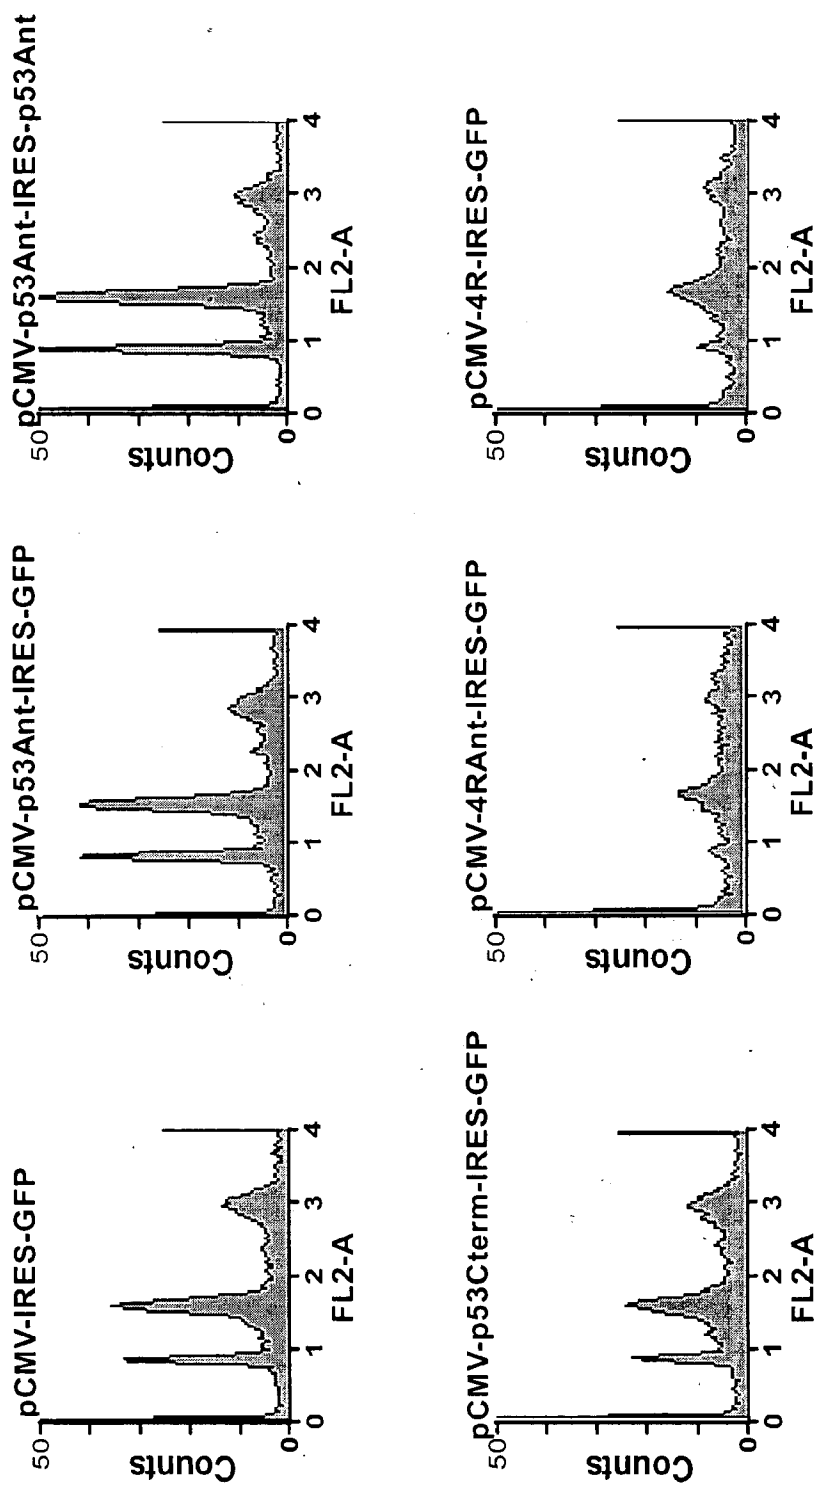 pCMV-IRES-GFP
50
Counts
0
0 1 2 3 4
FL2-A
pCMV-p53Ant-IRES-GFP
50
Counts
0
0 1 2 3 4
FL2-A
pCMV-p53Ant-IRES-p53Ant
50
Counts
0
0 1 2 3 4
FL2-A
pCMV-p53Cterm-IRES-GFP
50
Counts
0
0 1 2 3 4
FL2-A
pCMV-4RAnt-IRES-GFP
50
Counts
0
0 1 2 3 4
FL2-A
pCMV-4R-IRES-GFP
50
Counts
0
0 1 2 3 4
FL2-A